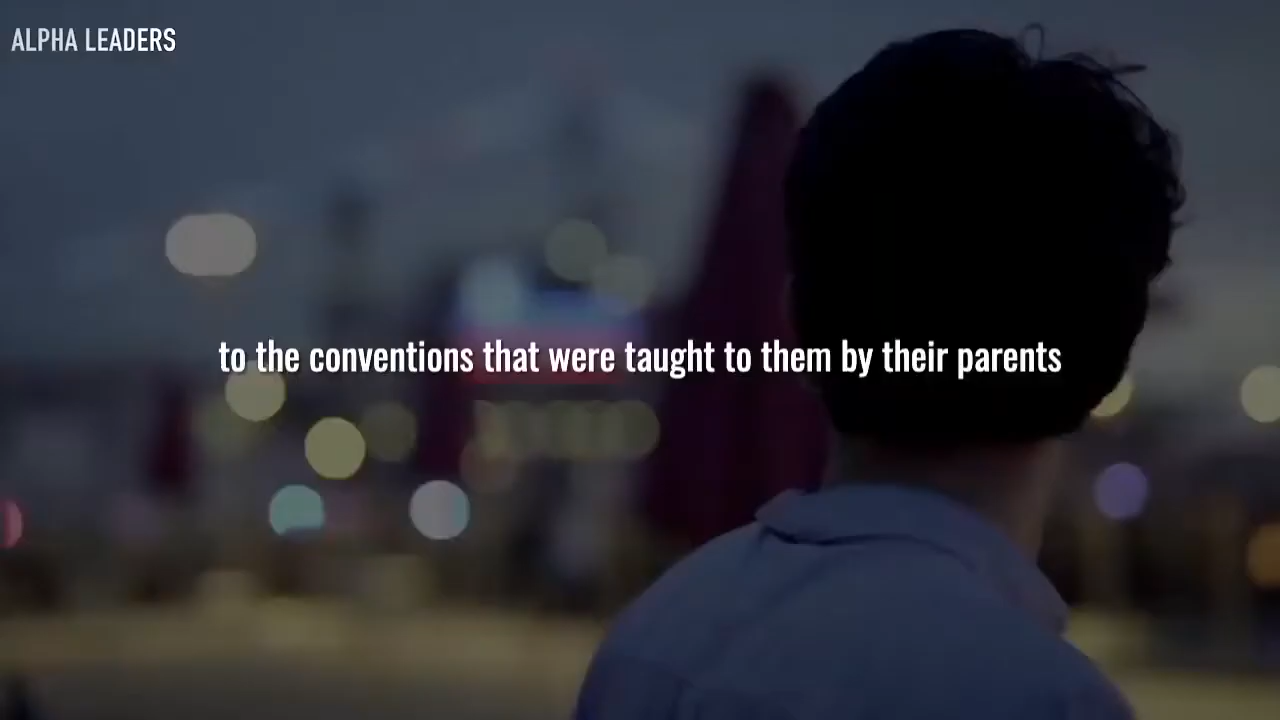 ALPHA LEADERS
to the conventions that were taught to them by their parents